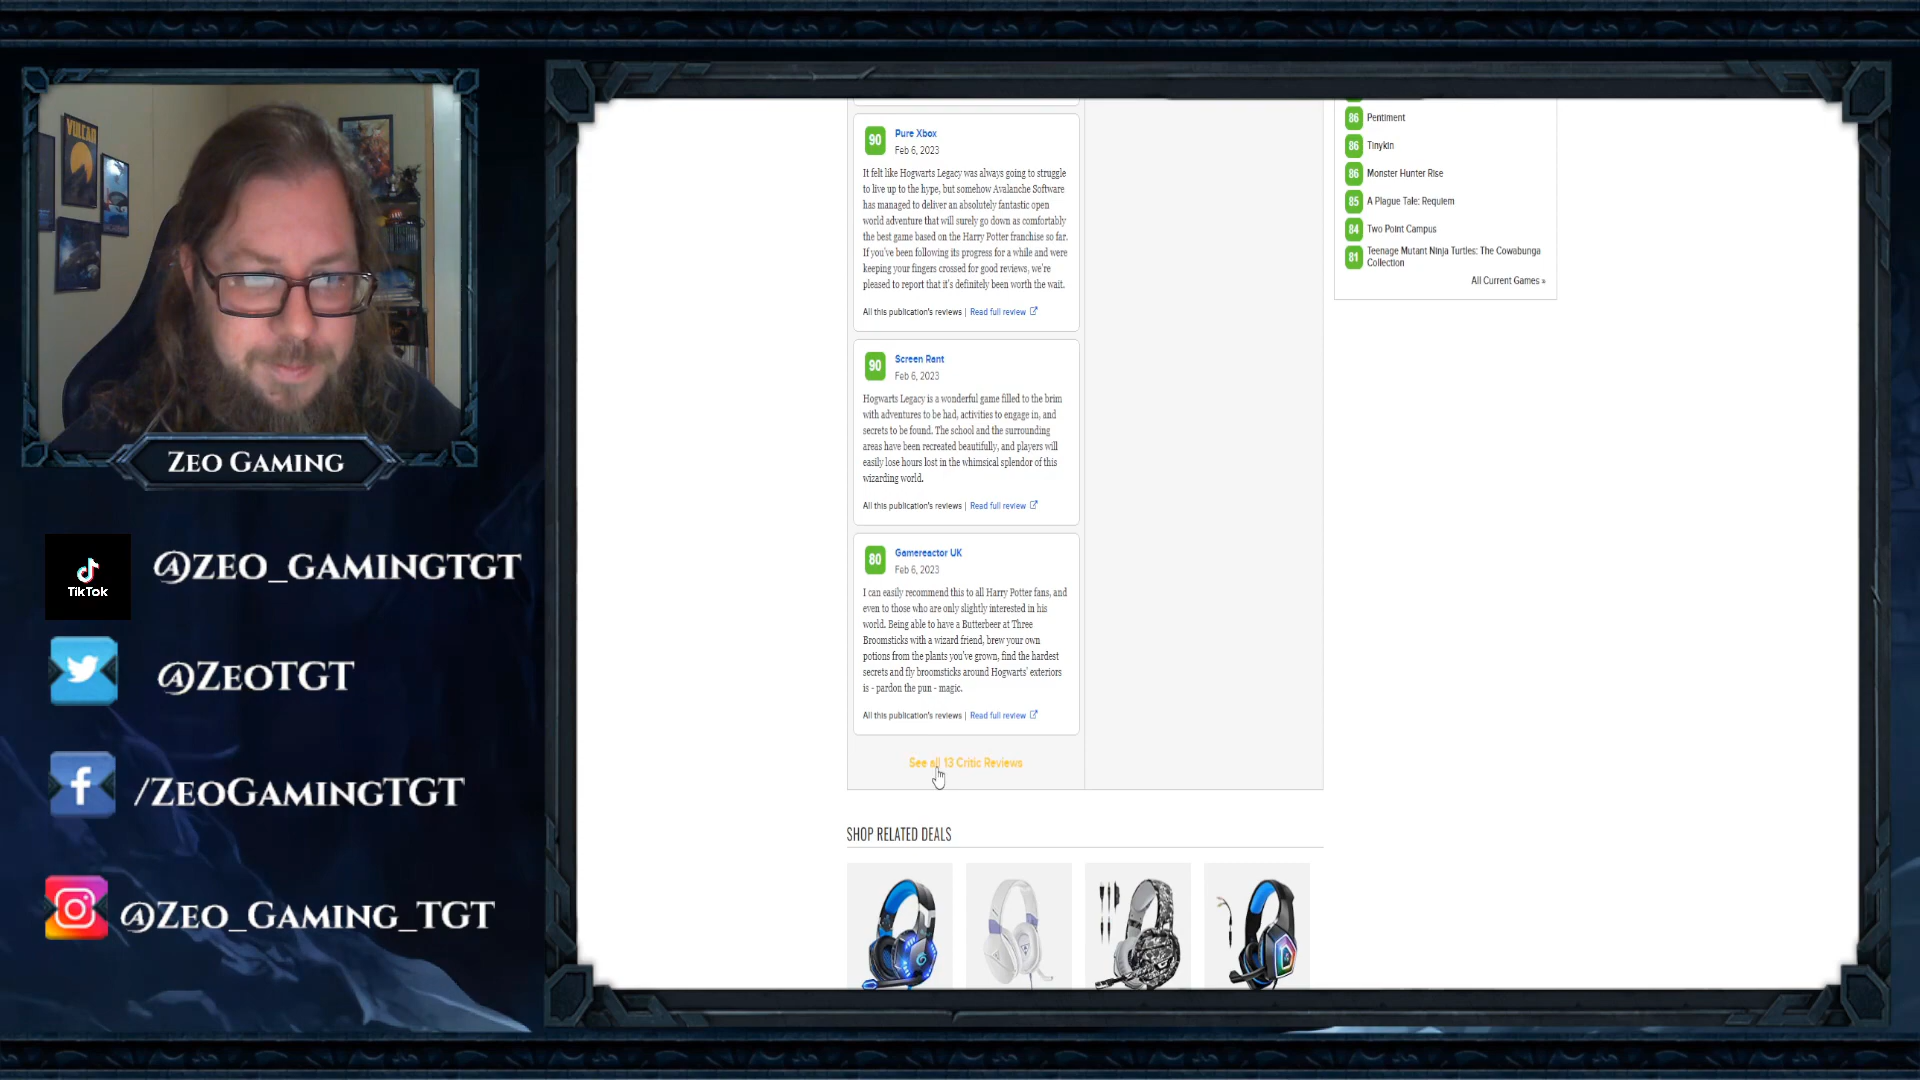 VULCAN
ZEO GAMING
TikTok
@ZEO_GAMINGTGT
@ZEOTGT
/ZEOGAMINGTGT
@ZEO_GAMING_TGT
90
Pure Xbox
Feb 6, 2023
It felt like Hogwarts Legacy was always going to struggle
to live up to the hype, but somehow Avalanche Software
has managed to deliver an absolutely fantastic open
world adventure that will surely go down as comfortably
the best game based on the Harry Potter franchise so far.
If you've been following its progress for a while and were
keeping your fingers crossed for good reviews, we're
pleased to report that it's definitely been worth the wait.
All this publication's reviews | Read full review
90
Screen Rant
Feb 6, 2023
Hogwarts Legacy is a wonderful game filled to the brim
with adventures to be had, activities to engage in, and
secrets to be found. The school and the surrounding
areas have been recreated beautifully, and players will
easily lose hours lost in the whimsical splendor of this
wizarding world.
All this publication's reviews | Read full review
80
Gamereactor UK
Feb 6, 2023
I can easily recommend this to all Harry Potter fans, and
even to those who are only slightly interested in his
world. Being able to have a Butterbeer at Three
Broomsticks with a wizard friend, brew your own
potions from the plants you've grown, find the hardest
secrets and fly broomsticks around Hogwarts' exteriors
is - pardon the pun - magic.
All this publication's reviews | Read full review
See all 13 Critic Reviews
SHOP RELATED DEALS
86 Pentiment
86 Tinykin
86 Monster Hunter Rise
85 A Plague Tale: Requiem
84 Two Point Campus
81 Teenage Mutant Ninja Turtles: The Cowabunga
Collection
All Current Games »